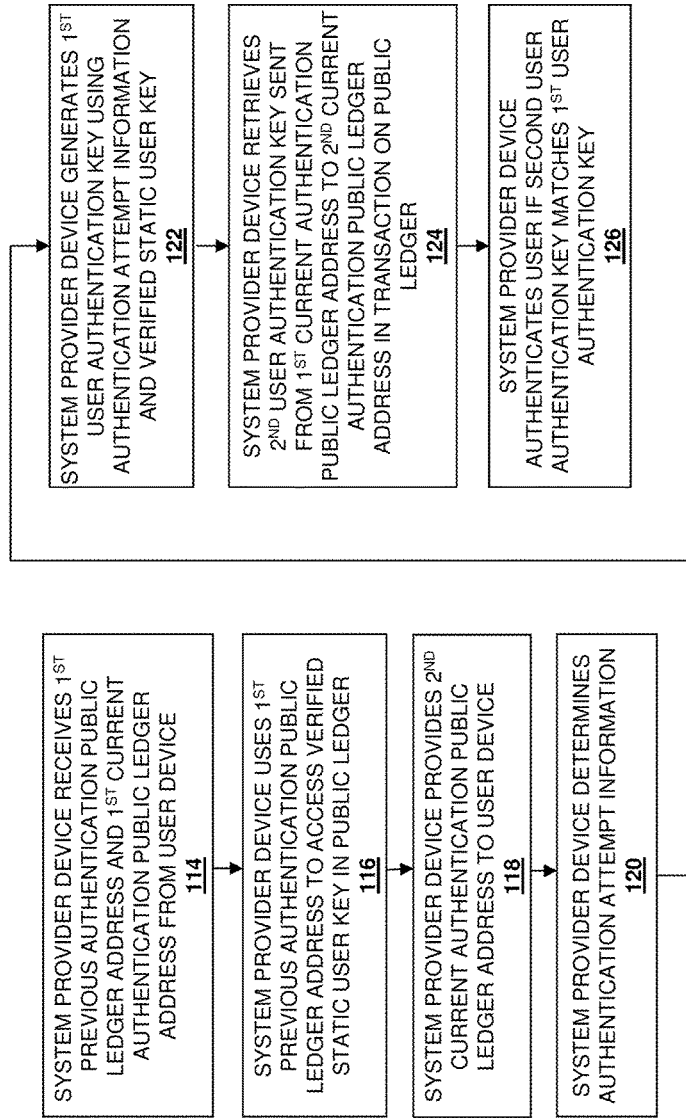 SYSTEM PROVIDER DEVICE RECEIVES 1ST
PREVIOUS AUTHENTICATION PUBLIC
LEDGER ADDRESS AND 1ST CURRENT
AUTHENTICATION PUBLIC LEDGER
ADDRESS FROM USER DEVICE
114
SYSTEM PROVIDER DEVICE USES 1ST
PREVIOUS AUTHENTICATION PUBLIC
LEDGER ADDRESS TO ACCESS VERIFIED
STATIC USER KEY IN PUBLIC LEDGER
116
SYSTEM PROVIDER DEVICE PROVIDES 2ND
CURRENT AUTHENTICATION PUBLIC
LEDGER ADDRESS TO USER DEVICE
118
SYSTEM PROVIDER DEVICE DETERMINES
AUTHENTICATION ATTEMPT INFORMATION
120
SYSTEM PROVIDER DEVICE GENERATES 1ST
USER AUTHENTICATION KEY USING
AUTHENTICATION ATTEMPT INFORMATION
AND VERIFIED STATIC USER KEY
122
SYSTEM PROVIDER DEVICE RETRIEVES
2ND USER AUTHENTICATION KEY SENT
FROM 1ST CURRENT AUTHENTICATION
PUBLIC LEDGER ADDRESS TO 2ND CURRENT
AUTHENTICATION PUBLIC LEDGER
ADDRESS IN TRANSACTION ON PUBLIC
LEDGER
124
SYSTEM PROVIDER DEVICE
AUTHENTICATES USER IF SECOND USER
AUTHENTICATION KEY MATCHES 1ST USER
AUTHENTICATION KEY
126